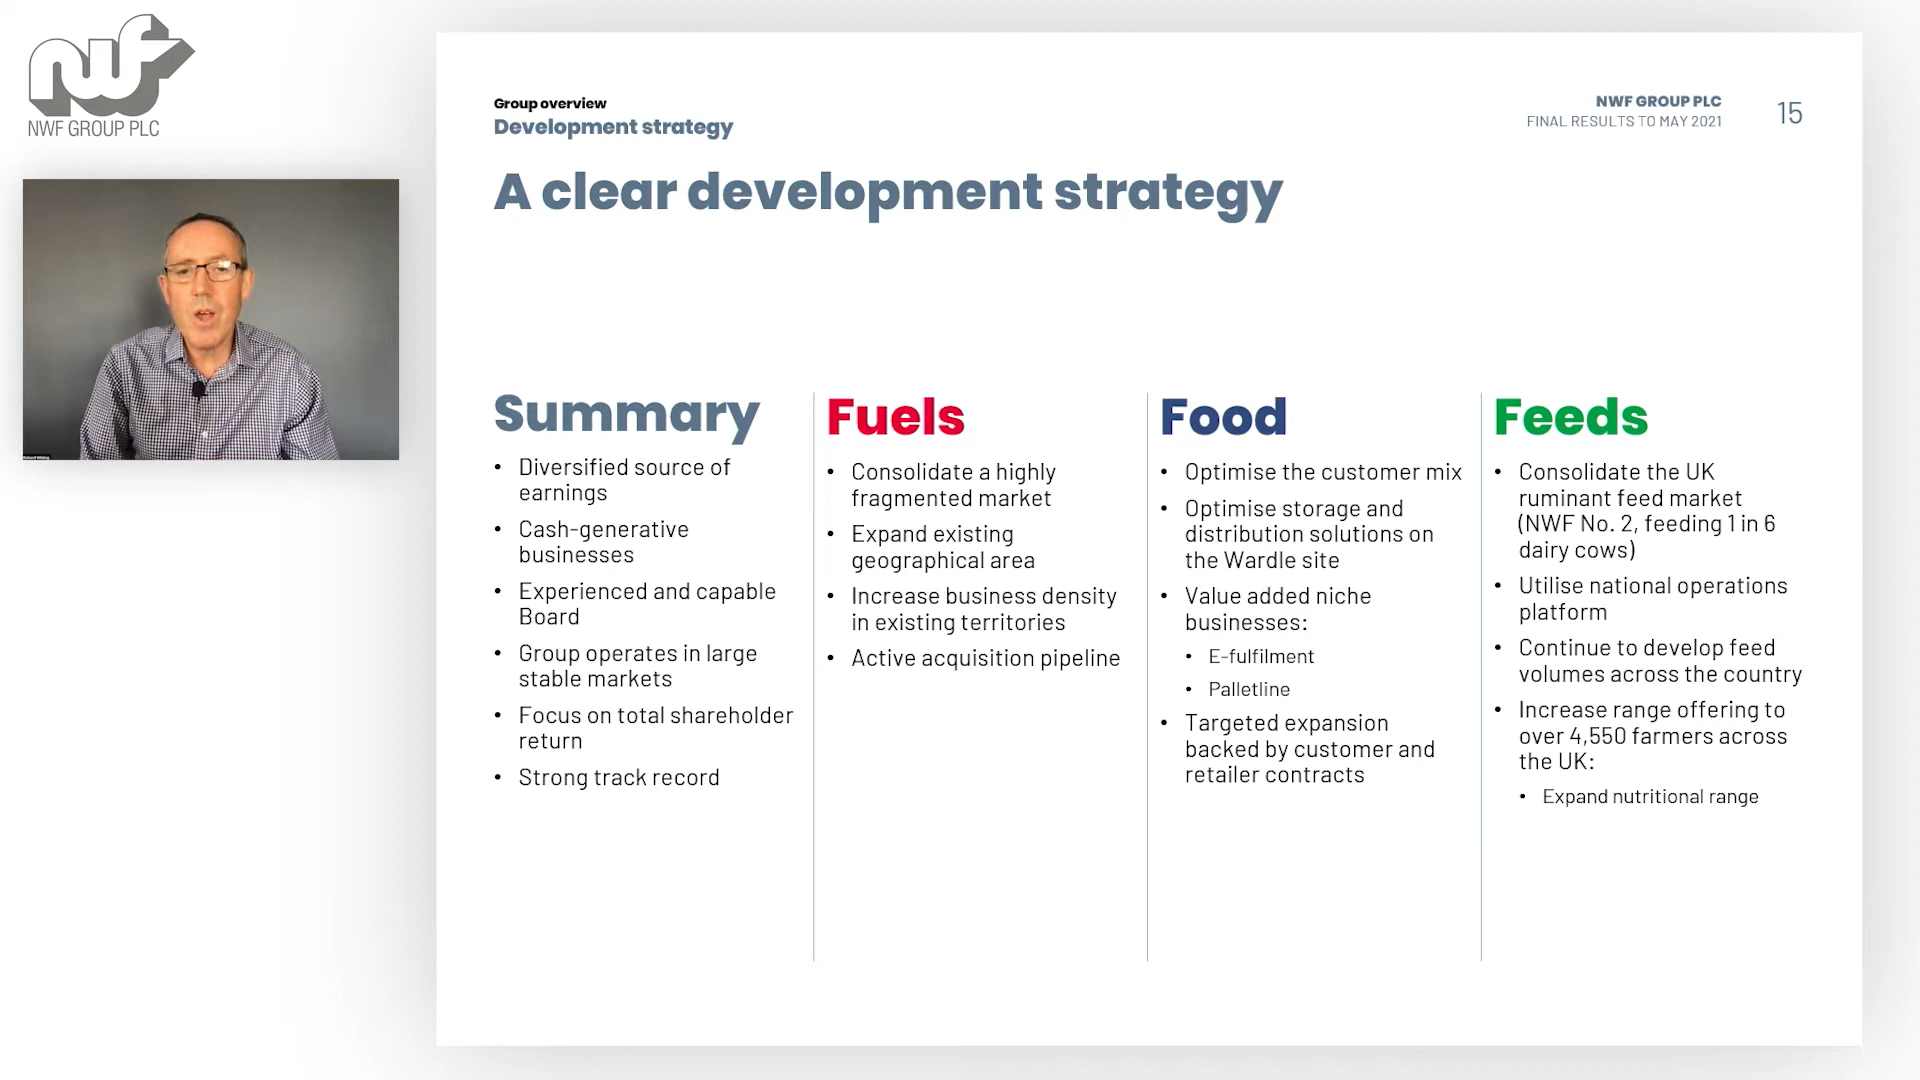 nwf
NWF GROUP PLC
Group overview
Development strategy
NWF GROUP PLC
FINAL RESULTS TO MAY 2021
15
A clear development strategy
Summary
• Diversified source of
earnings
• Cash-generative
businesses
• Experienced and capable
Board
• Group operates in large
stable markets
• Focus on total shareholder
return
• Strong track record
Fuels
• Consolidate a highly
fragmented market
• Expand existing
geographical area
• Increase business density
in existing territories
• Active acquisition pipeline
Food
• Optimise the customer mix
• Optimise storage and
distribution solutions on
the Wardle site
• Value added niche
businesses:
• E-fulfilment
• Palletline
• Targeted expansion
backed by customer and
retailer contracts
Feeds
• Consolidate the UK
ruminant feed market
(NWF No. 2, feeding 1 in 6
dairy cows)
• Utilise national operations
platform
• Continue to develop feed
volumes across the country
• Increase range offering to
over 4,550 farmers across
the UK:
• Expand nutritional range